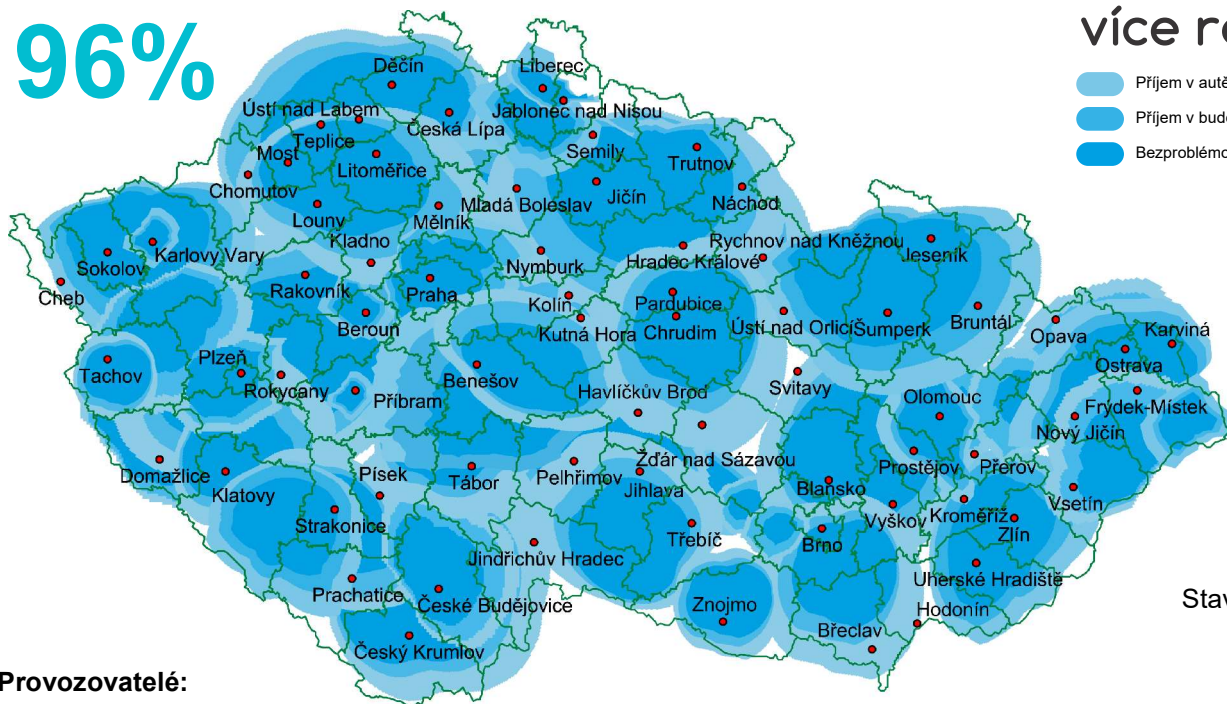 96%
více r
Příjem v aut
Příjem v bud
Bezproblém
Děčín
Liberec
Ústí nad Labem
Jablonec nad Nisou
Teplice
Česká Lípa
Most
Litoměřice
Semily
Trutnov
Chomutov
Louny
Mělník
Mladá Boleslav
Jičín
Náchod
Kladno
Karlovy Vary
Sokolov
Cheb
Rakovník
Praha
Nymburk
Hradec Králové
Rychnov nad Kněžnou
Jeseník
Beroun
Kolín
Kutná Hora
Pardubice
Chrudim
Ústí nad Orlicí
Šumperk
Bruntál
Opava
Karviná
Ostrava
Tachov
Plzeň
Rokycany
Příbram
Benešov
Havlíčkův Brod
Svitavy
Olomouc
Frýdek-Místek
Nový Jičín
Domažlice
Klatovy
Písek
Tábor
Pelhřimov
Žďár nad Sázavou
Jihlava
Blansko
Prostějov
Přerov
Vsetín
Strakonice
Jindřichův Hradec
Třebíč
Brno
Vyškov
Kroměříž
Zlín
Prachatice
České Budějovice
Znojmo
Uherské Hradiště
Hodonín
Břeclav
Český Krumlov
Stav
Provozovatelé: